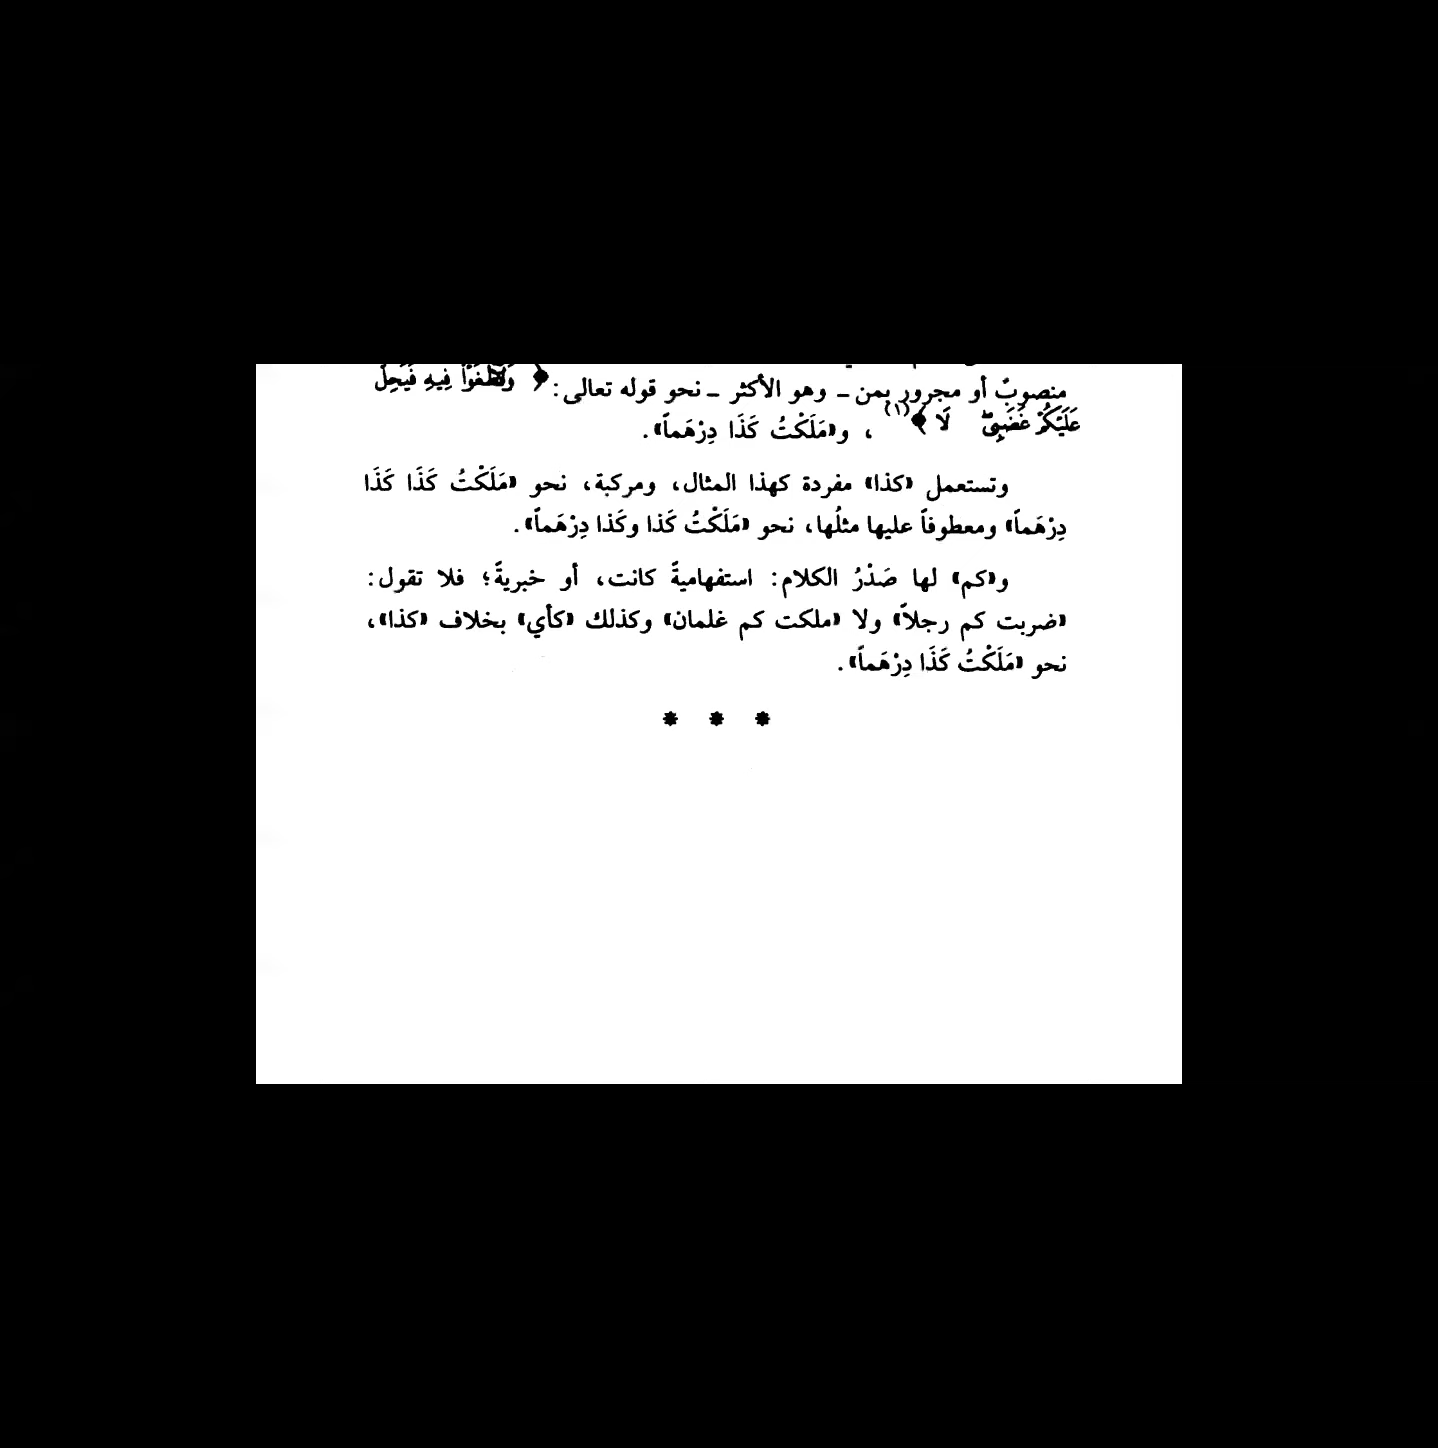 منصوبٌ أو مجرور بمن ـ وهو الأكثر ـ نحو قوله تعالى: ﴿ فِيهِ فَيَحِلَّ
عَلَيْكُمْ غَضَبِي لَا ﴾(١)، و«مَلَكْتُ كَذَا دِرْهَماً».
وتستعمل «كذا» مفردة كهذا المثال، ومركبة، نحو «مَلَكْتُ كَذَا كَذَا
دِرْهَماً» ومعطوفاً عليها مثلُها، نحو «مَلَكْتُ كَذا وكَذا دِرْهَماً».
و«كم» لها صَدْرُ الكلام: استفهاميةً كانت، أو خبريةً؛ فلا تقول:
«ضربت كم رجلاً» ولا «ملكت كم غلمان» وكذلك «كأي» بخلاف «كذا»،
نحو «مَلَكْتُ كَذَا دِرْهَماً».
* * *